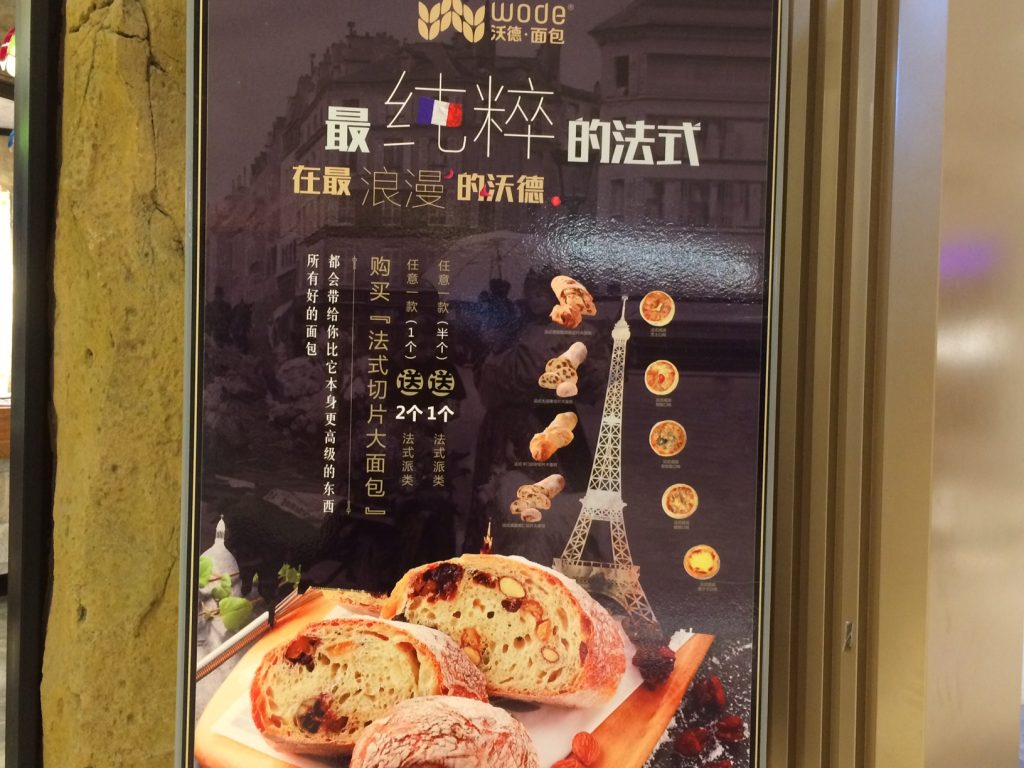 wode®
沃德·面包
最纯粹的法式
在最浪漫的沃德
任意一款(半个)送1个法式派类
任意一款(1个)送2个法式派类
购买『法式切片大面包』
都会带给你比它本身更高级的东西
所有好的面包